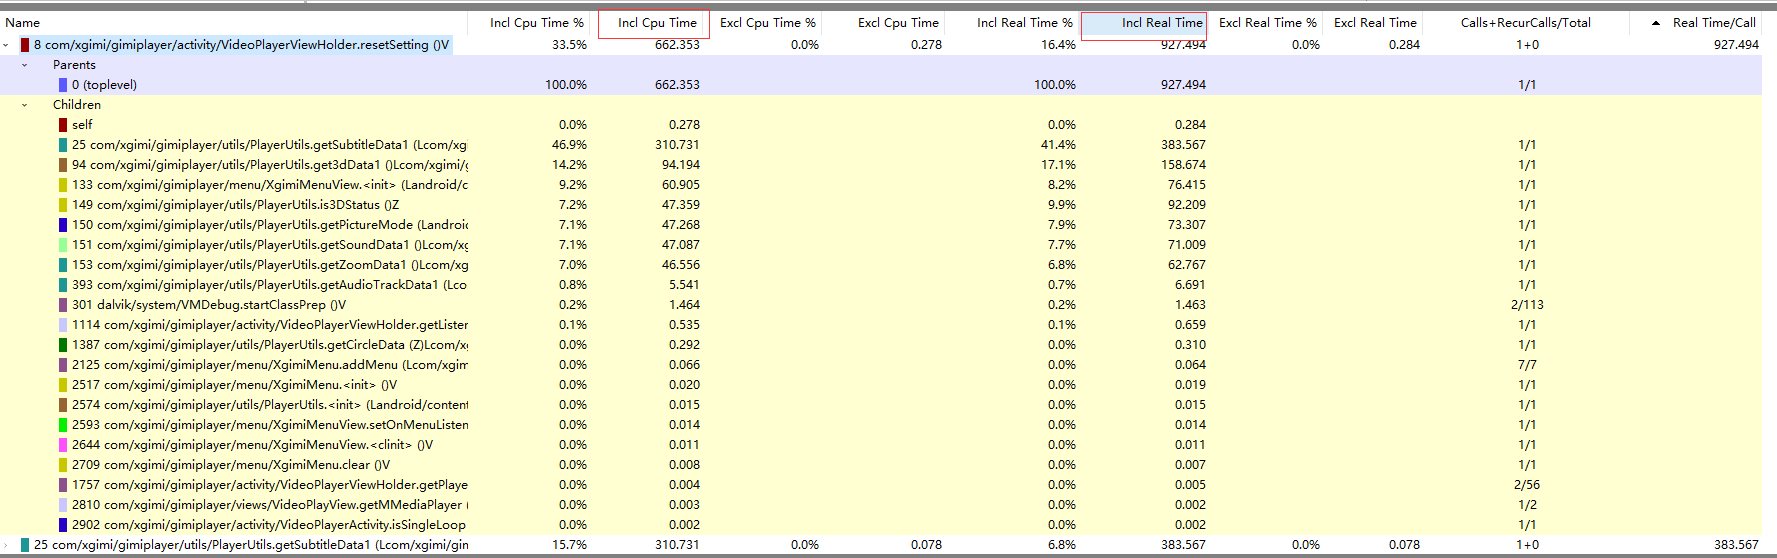 Name Incl Cpu Time % Incl Cpu Time Excl Cpu Time % Excl Cpu Time Incl Real Time % Incl Real Time Excl Real Time % Excl Real Time Calls+RecurCalls/Total Real Time/Call
8 com/xgimi/gimiplayer/activity/VideoPlayerViewHolder.resetSetting ()V 33.5% 662.353 0.0% 0.278 16.4% 927.494 0.0% 0.284 1+0 927.494
Parents
0 (toplevel) 100.0% 662.353 100.0% 927.494 1/1
Children
self 0.0% 0.278 0.0% 0.284
25 com/xgimi/gimiplayer/utils/PlayerUtils.getSubtitleData1 (Lcom/xgi 46.9% 310.731 41.4% 383.567 1/1
94 com/xgimi/gimiplayer/utils/PlayerUtils.get3dData1 ()Lcom/xgimi/g 14.2% 94.194 17.1% 158.674 1/1
133 com/xgimi/gimiplayer/menu/XgimiMenuView.<init> (Landroid/c 9.2% 60.905 8.2% 76.415 1/1
149 com/xgimi/gimiplayer/utils/PlayerUtils.is3DStatus ()Z 7.2% 47.359 9.9% 92.209 1/1
150 com/xgimi/gimiplayer/utils/PlayerUtils.getPictureMode (Landroid 7.1% 47.268 7.9% 73.307 1/1
151 com/xgimi/gimiplayer/utils/PlayerUtils.getSoundData1 ()Lcom/xg 7.1% 47.087 7.7% 71.009 1/1
153 com/xgimi/gimiplayer/utils/PlayerUtils.getZoomData1 ()Lcom/xg 7.0% 46.556 6.8% 62.767 1/1
393 com/xgimi/gimiplayer/utils/PlayerUtils.getAudioTrackData1 (Lco 0.8% 5.541 0.7% 6.691 1/1
301 dalvik/system/VMDebug.startClassPrep ()V 0.2% 1.464 0.2% 1.463 2/113
1114 com/xgimi/gimiplayer/activity/VideoPlayerViewHolder.getListen 0.1% 0.535 0.1% 0.659 1/1
1387 com/xgimi/gimiplayer/utils/PlayerUtils.getCircleData (Z)Lcom/xg 0.0% 0.292 0.0% 0.310 1/1
2125 com/xgimi/gimiplayer/menu/XgimiMenu.addMenu (Lcom/xgim 0.0% 0.066 0.0% 0.064 7/7
2517 com/xgimi/gimiplayer/menu/XgimiMenu.<init> ()V 0.0% 0.020 0.0% 0.019 1/1
2574 com/xgimi/gimiplayer/utils/PlayerUtils.<init> (Landroid/content 0.0% 0.015 0.0% 0.015 1/1
2593 com/xgimi/gimiplayer/menu/XgimiMenuView.setOnMenuListen 0.0% 0.014 0.0% 0.014 1/1
2644 com/xgimi/gimiplayer/menu/XgimiMenuView.<clinit> ()V 0.0% 0.011 0.0% 0.011 1/1
2709 com/xgimi/gimiplayer/menu/XgimiMenu.clear ()V 0.0% 0.008 0.0% 0.007 1/1
1757 com/xgimi/gimiplayer/activity/VideoPlayerViewHolder.getPlaye 0.0% 0.004 0.0% 0.005 2/56
2810 com/xgimi/gimiplayer/views/VideoPlayView.getMMediaPlayer ( 0.0% 0.003 0.0% 0.002 1/2
2902 com/xgimi/gimiplayer/activity/VideoPlayerActivity.isSingleLoop 0.0% 0.002 0.0% 0.002 1/1
25 com/xgimi/gimiplayer/utils/PlayerUtils.getSubtitleData1 (Lcom/xgimi/gim 15.7% 310.731 0.0% 0.078 6.8% 383.567 0.0% 0.078 1+0 383.567